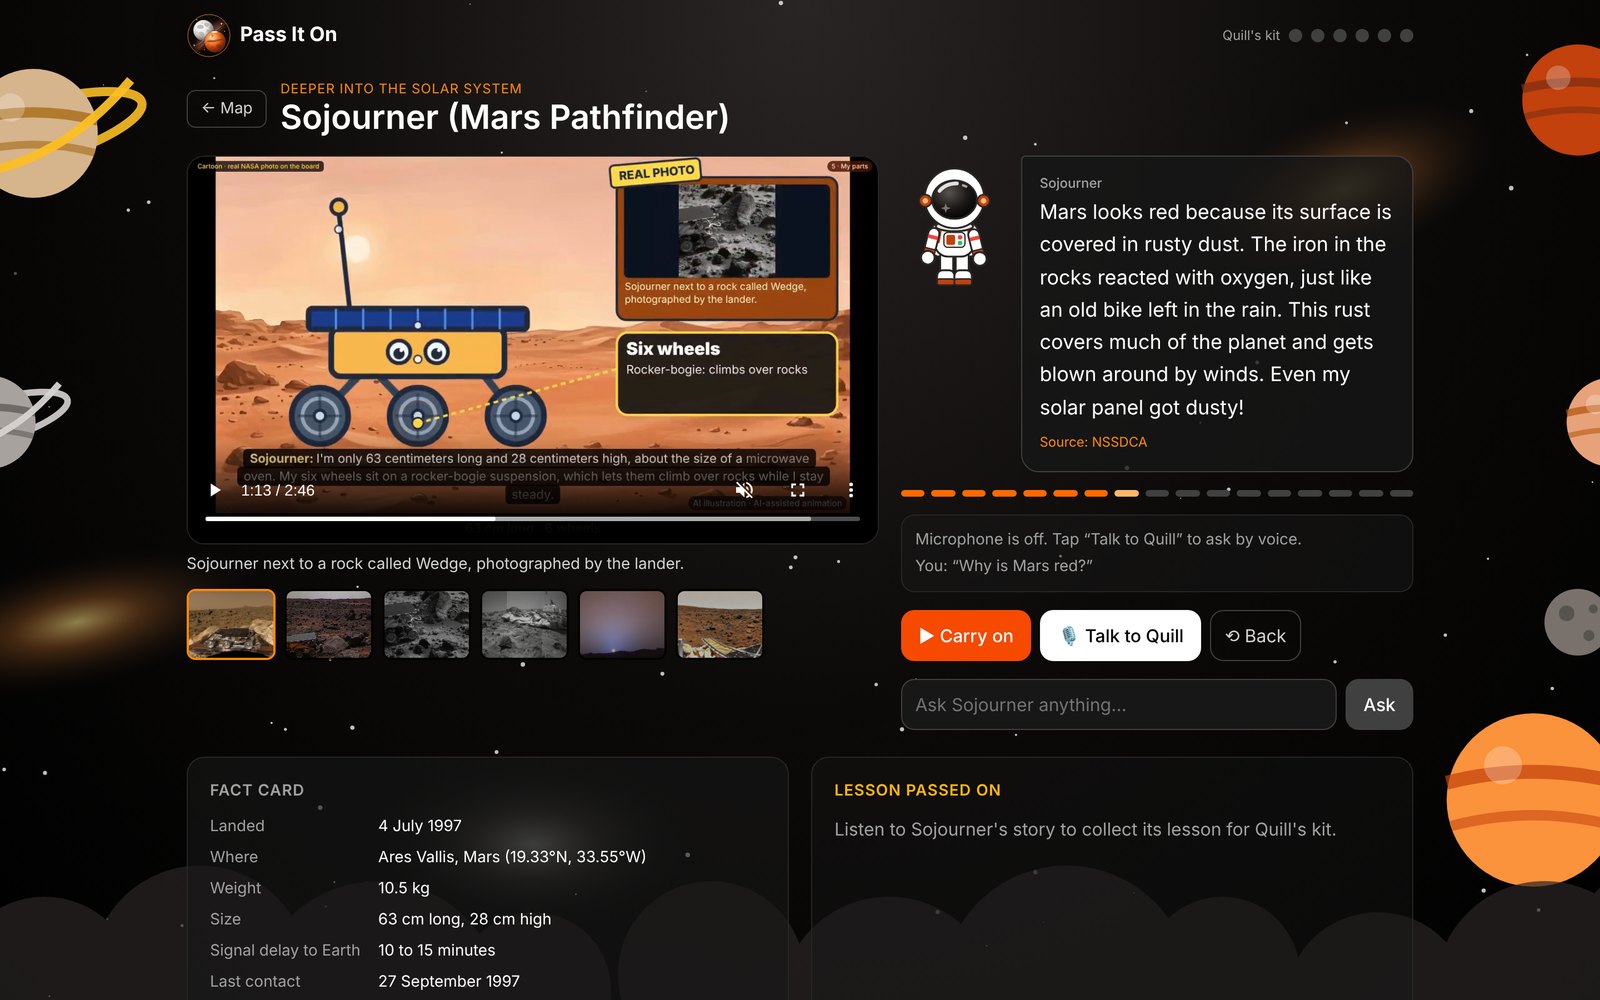 Pass It On
Quill's kit
← Map
DEEPER INTO THE SOLAR SYSTEM
Sojourner (Mars Pathfinder)
Cartoon · real NASA photo on the board
5 · My parts
REAL PHOTO
Sojourner next to a rock called Wedge,
photographed by the lander.
Six wheels
Rocker-bogie: climbs over rocks
Sojourner: I'm only 63 centimeters long and 28 centimeters high, about the size of a microwave
oven. My six wheels sit on a rocker-bogie suspension, which lets them climb over rocks while I stay
steady.
1:13 / 2:46
AI illustration · AI-assisted animation
Sojourner next to a rock called Wedge, photographed by the lander.
Sojourner
Mars looks red because its surface is
covered in rusty dust. The iron in the
rocks reacted with oxygen, just like
an old bike left in the rain. This rust
covers much of the planet and gets
blown around by winds. Even my
solar panel got dusty!
Source: NSSDCA
Microphone is off. Tap “Talk to Quill” to ask by voice.
You: “Why is Mars red?”
▶ Carry on
🎙️ Talk to Quill
⟲ Back
Ask Sojourner anything...
Ask
FACT CARD
Landed 4 July 1997
Where Ares Vallis, Mars (19.33°N, 33.55°W)
Weight 10.5 kg
Size 63 cm long, 28 cm high
Signal delay to Earth 10 to 15 minutes
Last contact 27 September 1997
LESSON PASSED ON
Listen to Sojourner's story to collect its lesson for Quill's kit.